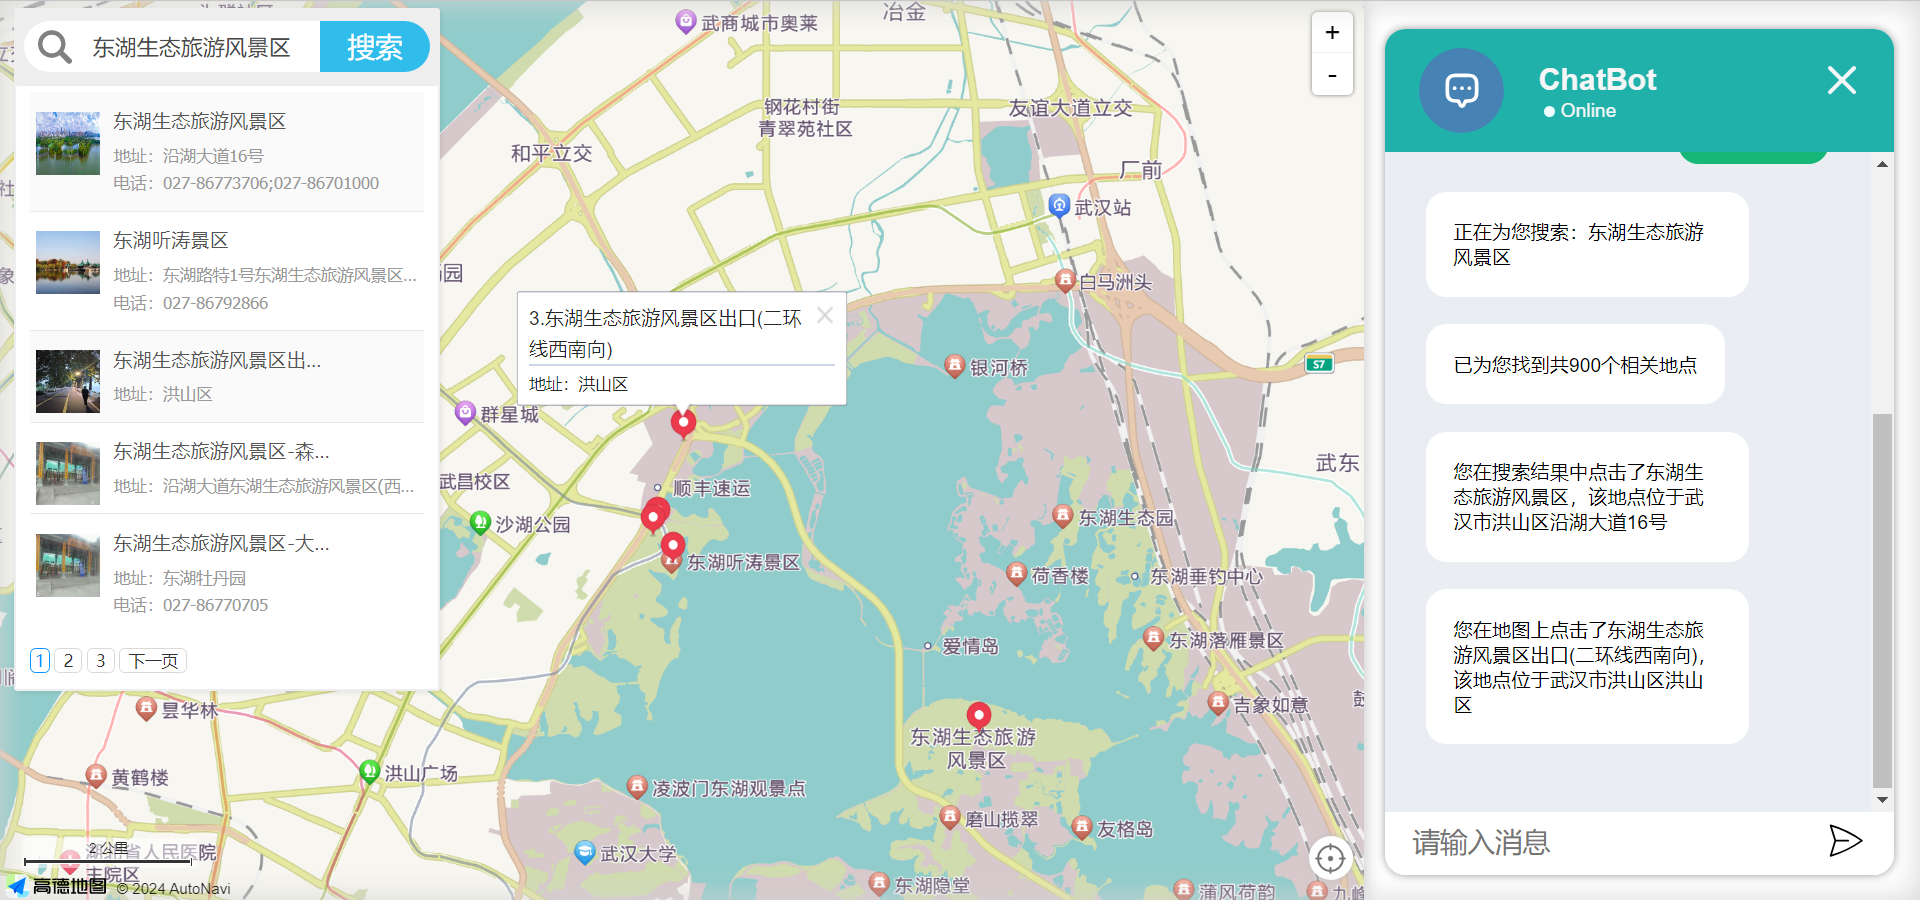 东湖生态旅游风景区
搜索
东湖生态旅游风景区
地址：沿湖大道16号
电话：027-86773706;027-86701000
东湖听涛景区
地址：东湖路特1号东湖生态旅游风景区...
电话：027-86792866
东湖生态旅游风景区出...
地址：洪山区
东湖生态旅游风景区-森...
地址：沿湖大道东湖生态旅游风景区(西...
东湖生态旅游风景区-大...
地址：东湖牡丹园
电话：027-86770705
1
2
3
下一页
武商城市奥莱
冶金
钢花村街
青翠苑社区
友谊大道立交
和平立交
厂前
武汉站
白马洲头
3.东湖生态旅游风景区出口(二环
线西南向)
地址：洪山区
银河桥
S7
群星城
武昌校区
顺丰速运
武东
沙湖公园
东湖生态园
东湖听涛景区
荷香楼
东湖垂钓中心
爱情岛
东湖落雁景区
吉象如意
昙华林
东湖生态旅游
风景区
黄鹤楼
洪山广场
凌波门东湖观景点
磨山揽翠
友格岛
武汉大学
东湖隐堂
蒲风荷韵
九峰
2 公里
高德地图
© 2024 AutoNavi
+
-
ChatBot
Online
正在为您搜索：东湖生态旅游
风景区
已为您找到共900个相关地点
您在搜索结果中点击了东湖生
态旅游风景区，该地点位于武
汉市洪山区沿湖大道16号
您在地图上点击了东湖生态旅
游风景区出口(二环线西南向)，
该地点位于武汉市洪山区洪山
区
请输入消息